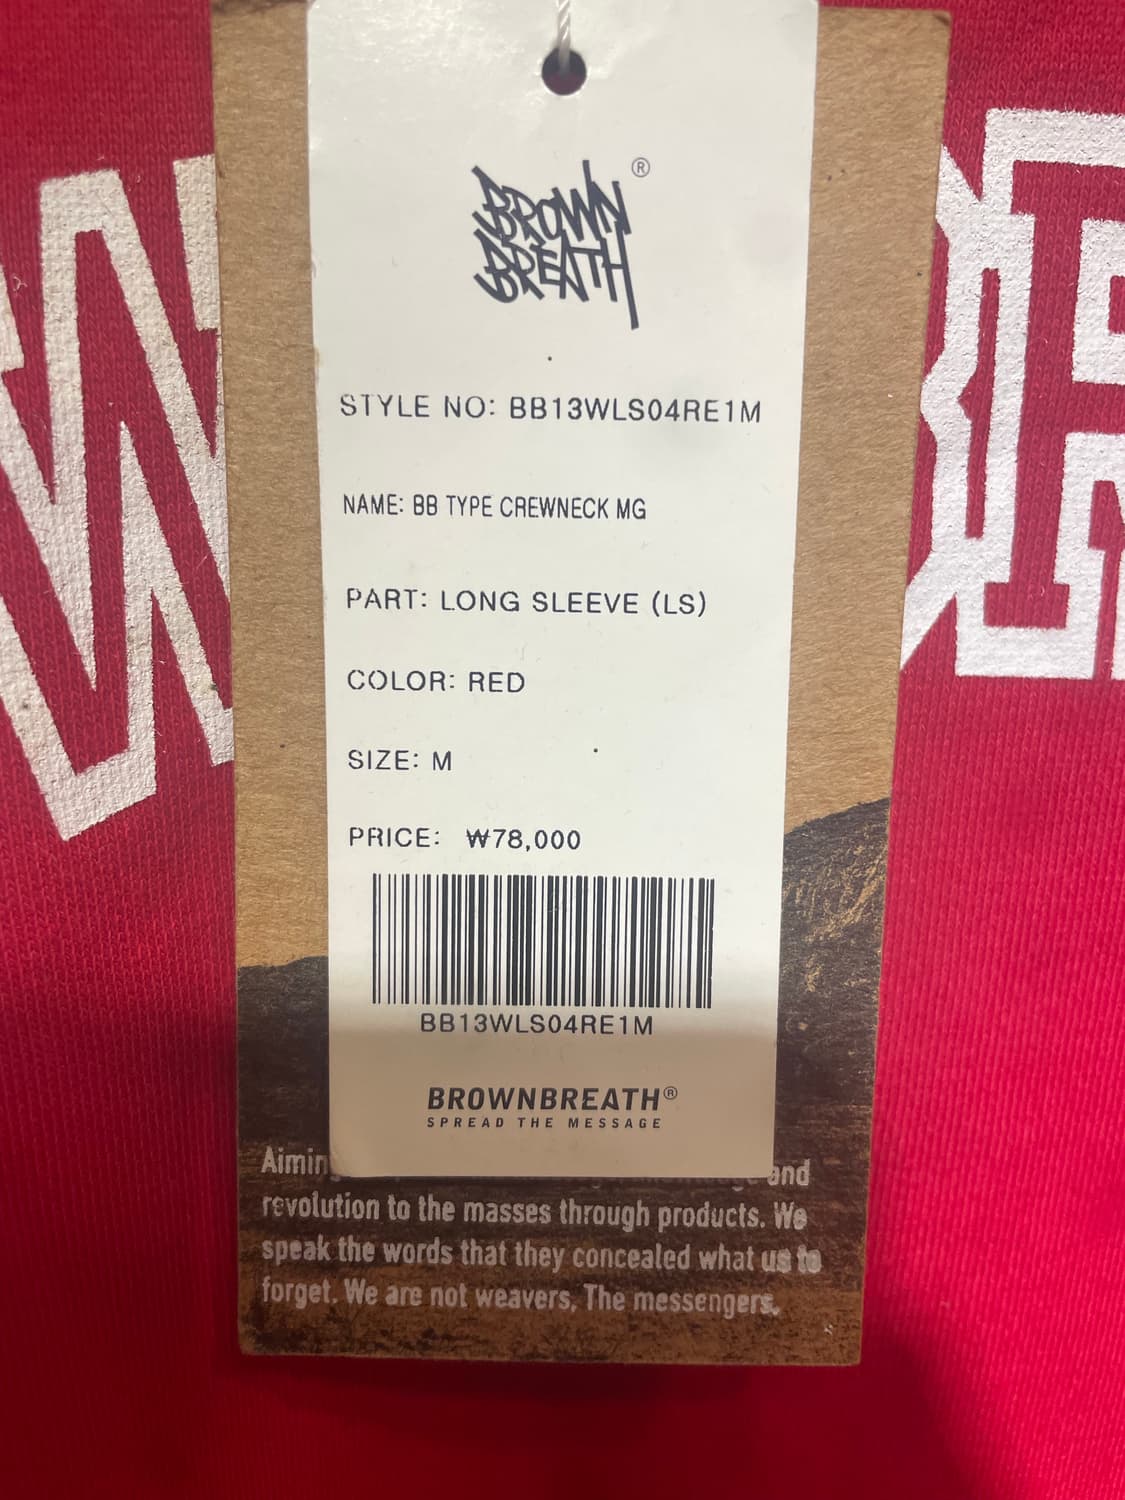 BROWN
BREATH
®
STYLE NO: BB13WLS04RE1M
NAME: BB TYPE CREWNECK MG
PART: LONG SLEEVE (LS)
COLOR: RED
SIZE: M
PRICE: ₩78,000
BB13WLS04RE1M
BROWNBREATH®
SPREAD THE MESSAGE
and
revolution to the masses through products. We
speak the words that they concealed what us to
forget. We are not weavers, The messengers.